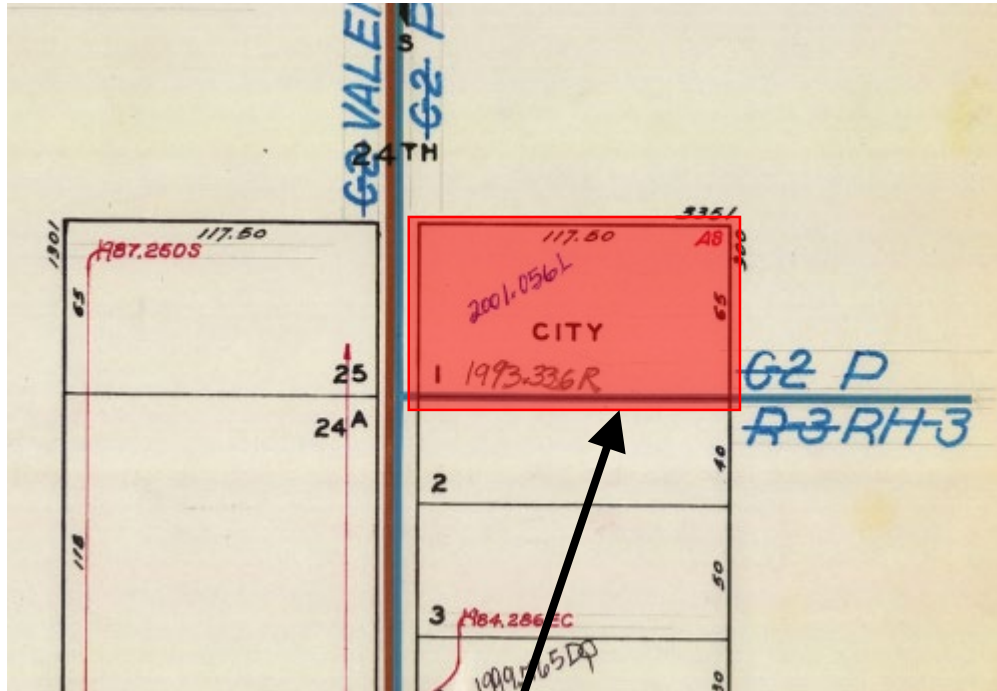 G2 VALE
S
G2 P
24TH
1301
117.50
1987.250S
65
25
24A
118
3351
117.50
A8
300
2001.056L
65
CITY
1 1993.336R
G2 P
R-3 RH-3
40
2
50
3
1984.286EC